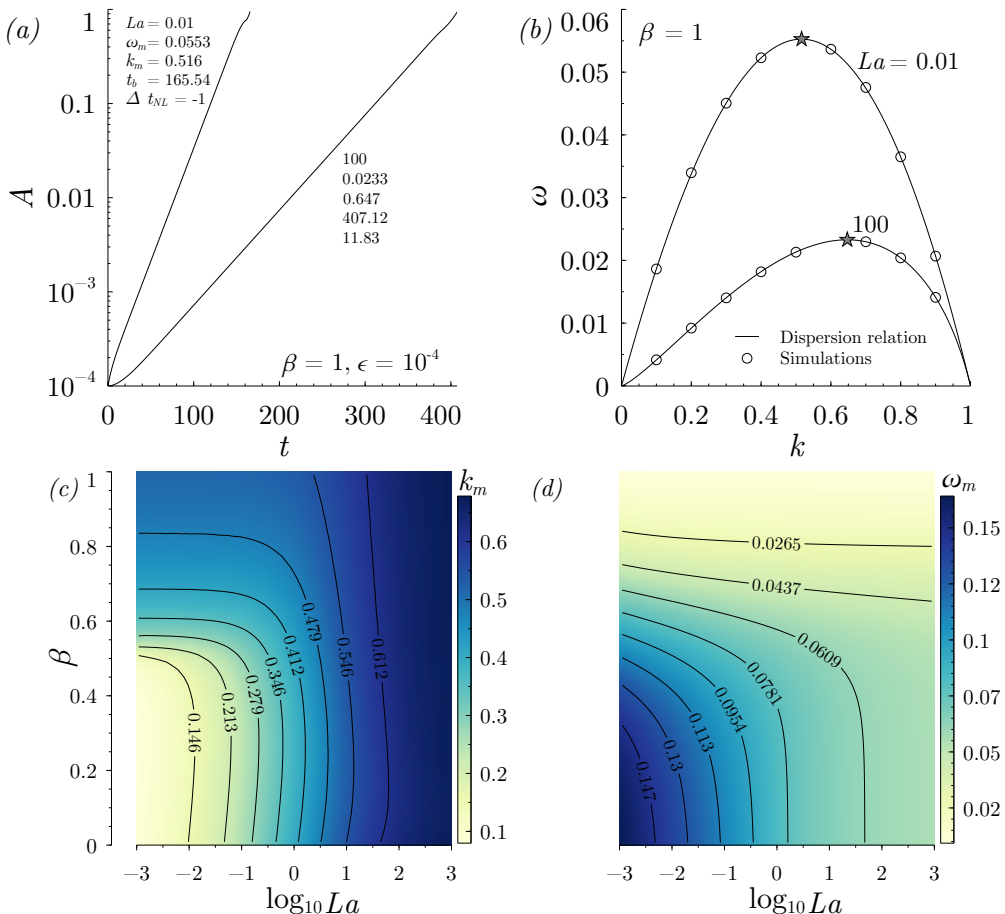 (a)
La = 0.01
ω_m = 0.0553
k_m = 0.516
t_b = 165.54
Δ t_NL = -1
100
0.0233
0.647
407.12
11.83
β = 1, ϵ = 10^-4
1
0.1
0.01
10^-3
10^-4
A
0 100 200 300 400
t
(b)
β = 1
La = 0.01
100
Dispersion relation
Simulations
0.06
0.05
0.04
0.03
0.02
0.01
0
ω
0 0.2 0.4 0.6 0.8 1
k
(c)
1
0.8
0.6
0.4
0.2
0
β
0.146
0.213
0.279
0.346
0.412
0.479
0.546
0.612
−3 −2 −1 0 1 2 3
log10 La
k_m
0.6
0.5
0.4
0.3
0.2
0.1
(d)
0.0265
0.0437
0.0609
0.0781
0.0954
0.113
0.13
0.147
−3 −2 −1 0 1 2 3
log10 La
ω_m
0.15
0.12
0.1
0.07
0.05
0.02